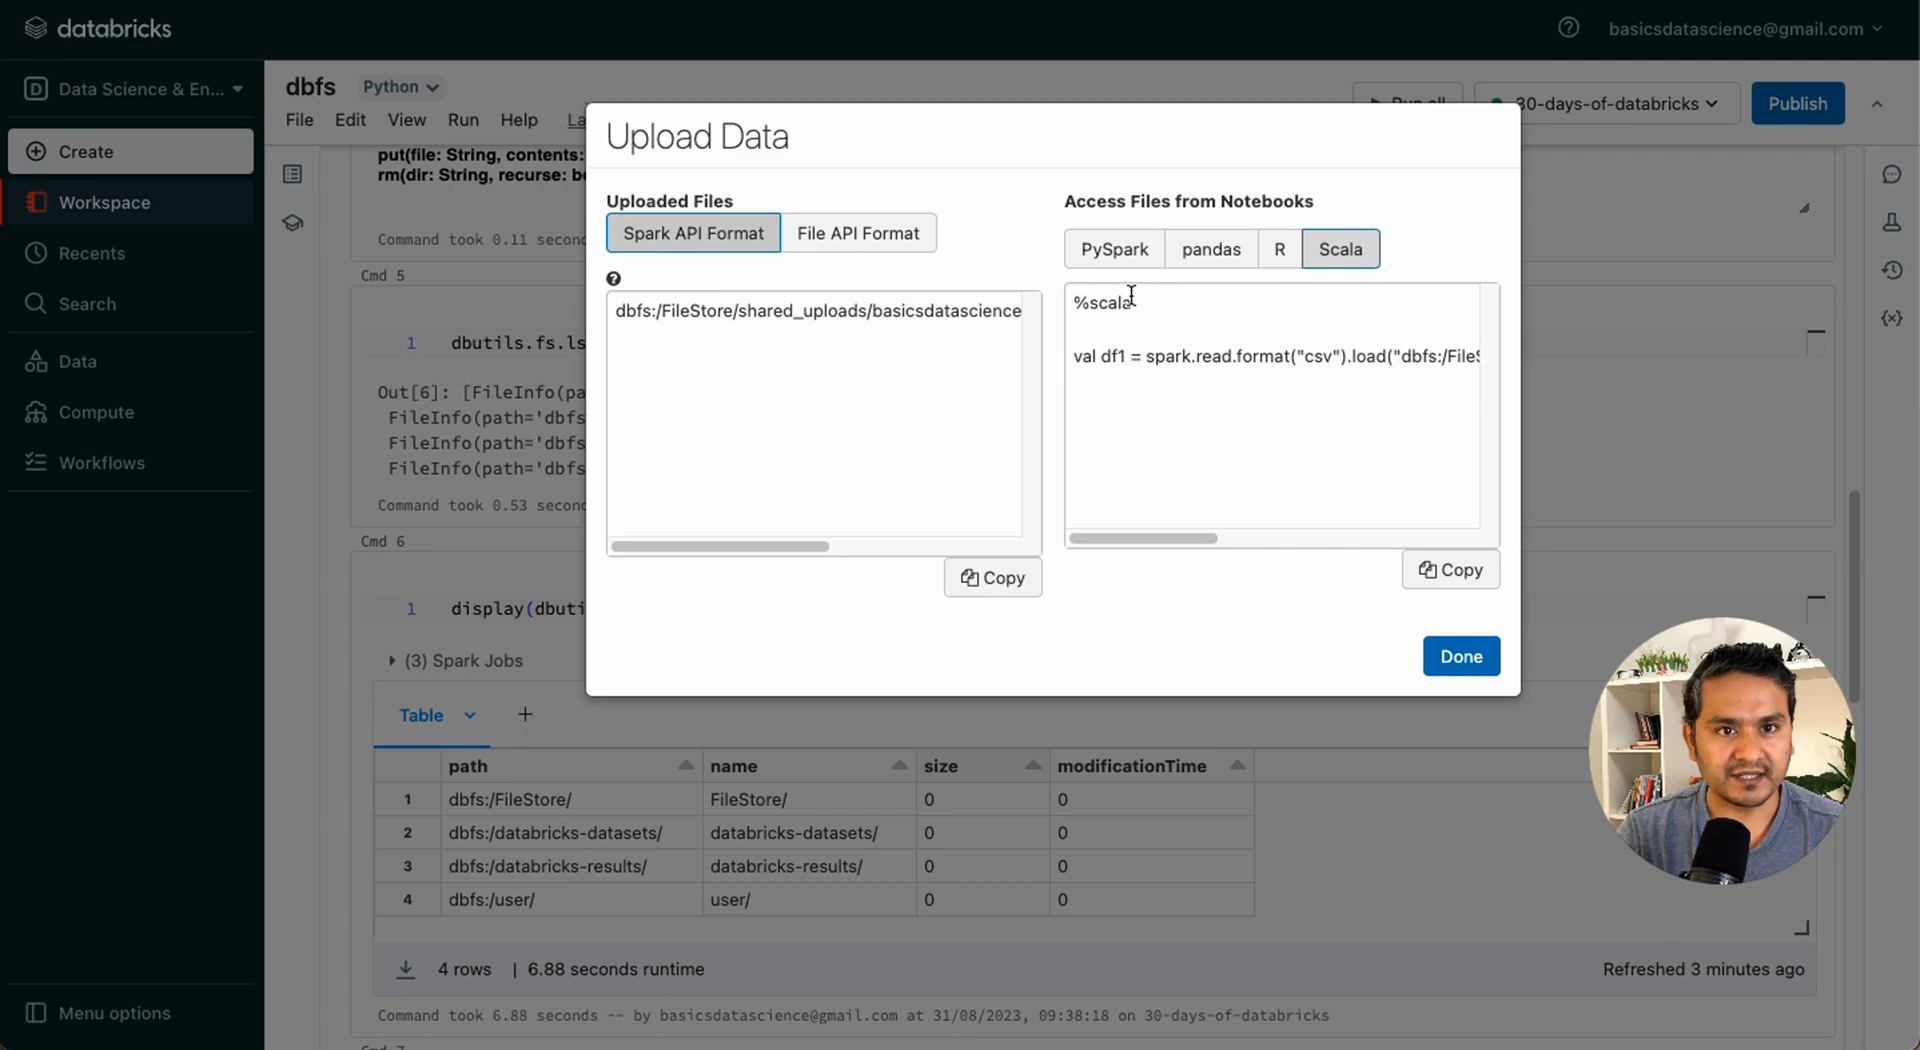 databricks
basicsdatascience@gmail.com
Data Science & En...
Create
Workspace
Recents
Search
Data
Compute
Workflows
Menu options
dbfs
Python
File Edit View Run Help
30-days-of-databricks
Publish
put(file: String, contents:
rm(dir: String, recurse:
Command took 0.11
Cmd 5
1 dbutils.fs.ls
Out[6]: [FileInfo(pa
FileInfo(path='dbfs
FileInfo(path='dbfs
FileInfo(path='dbfs
Command took 0.53
Cmd 6
1 display(dbuti
(3) Spark Jobs
Upload Data
Uploaded Files
Spark API Format File API Format
dbfs:/FileStore/shared_uploads/basicsdatascience
Copy
Access Files from Notebooks
PySpark pandas R Scala
%scala
val df1 = spark.read.format("csv").load("dbfs:/File
Copy
Done
Table +
path name size modificationTime
1 dbfs:/FileStore/ FileStore/ 0 0
2 dbfs:/databricks-datasets/ databricks-datasets/ 0 0
3 dbfs:/databricks-results/ databricks-results/ 0 0
4 dbfs:/user/ user/ 0 0
4 rows | 6.88 seconds runtime
Refreshed 3 minutes ago
Command took 6.88 seconds -- by basicsdatascience@gmail.com at 31/08/2023, 09:38:18 on 30-days-of-databricks